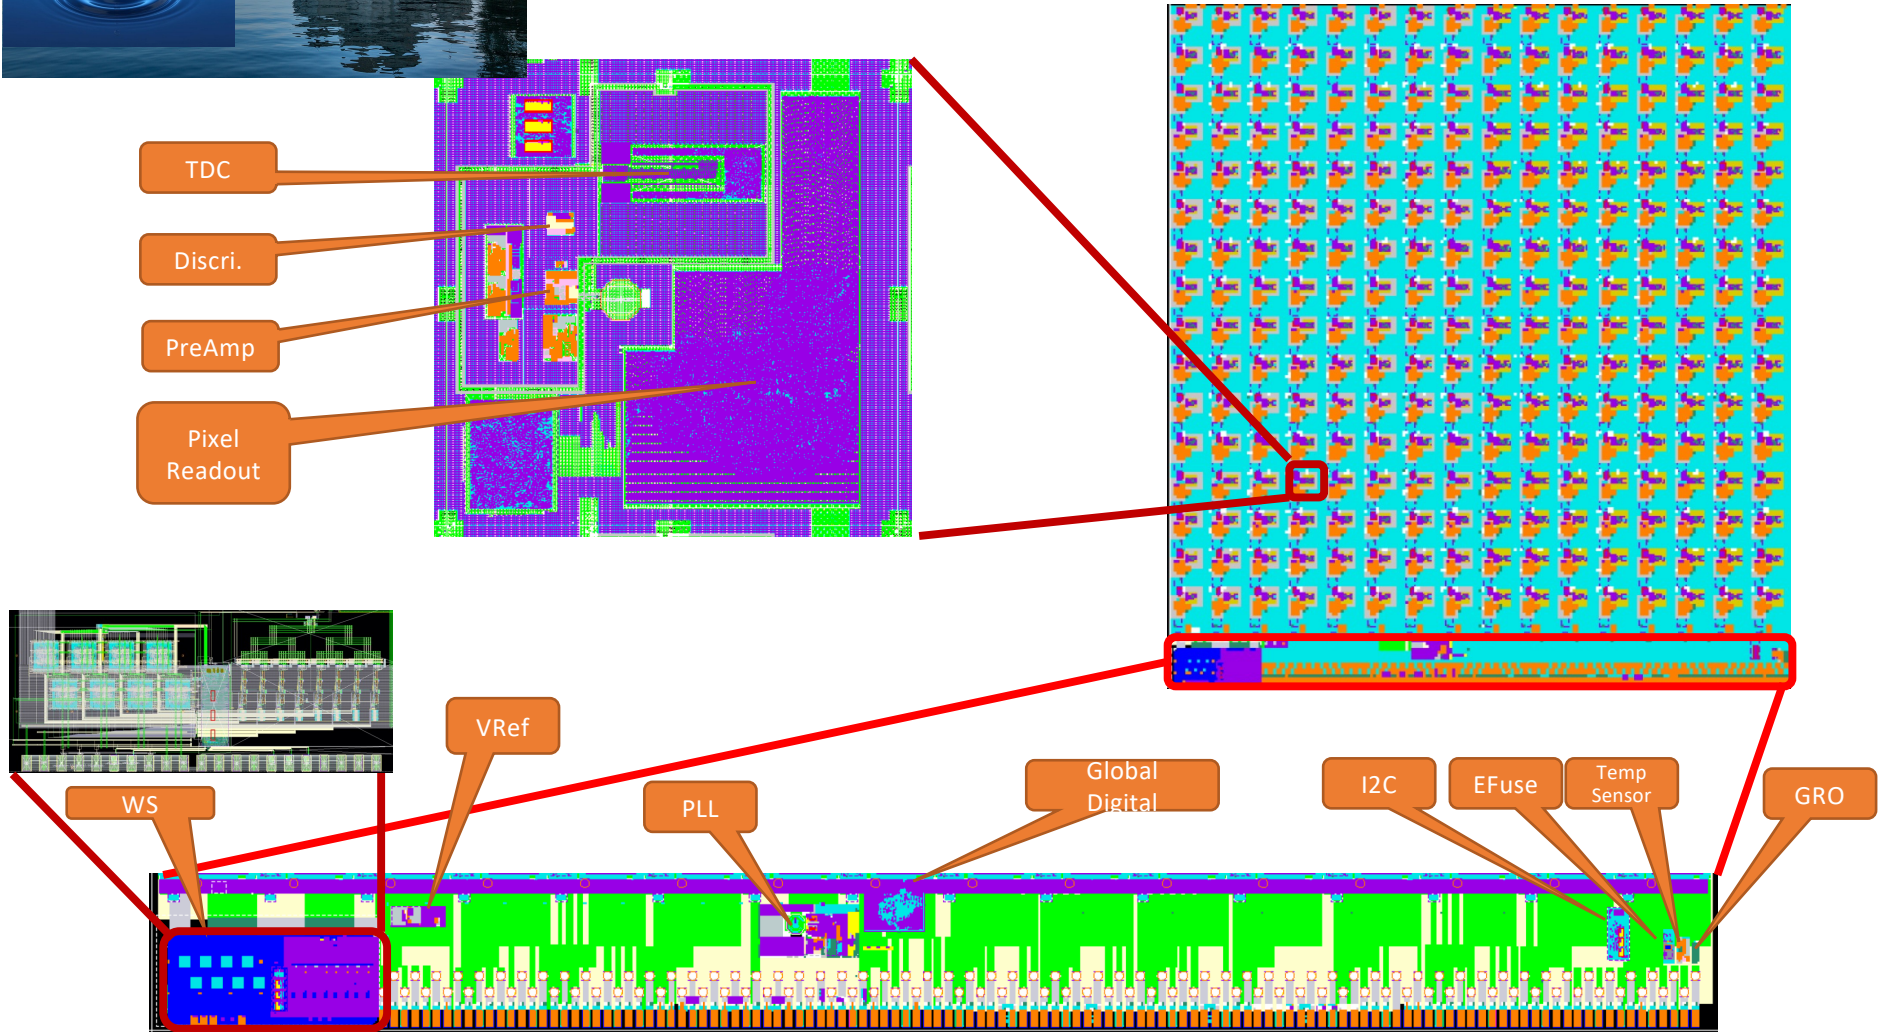 TDC
Discri.
PreAmp
Pixel
Readout
WS
VRef
PLL
Global
Digital
I2C
EFuse
Temp
Sensor
GRO